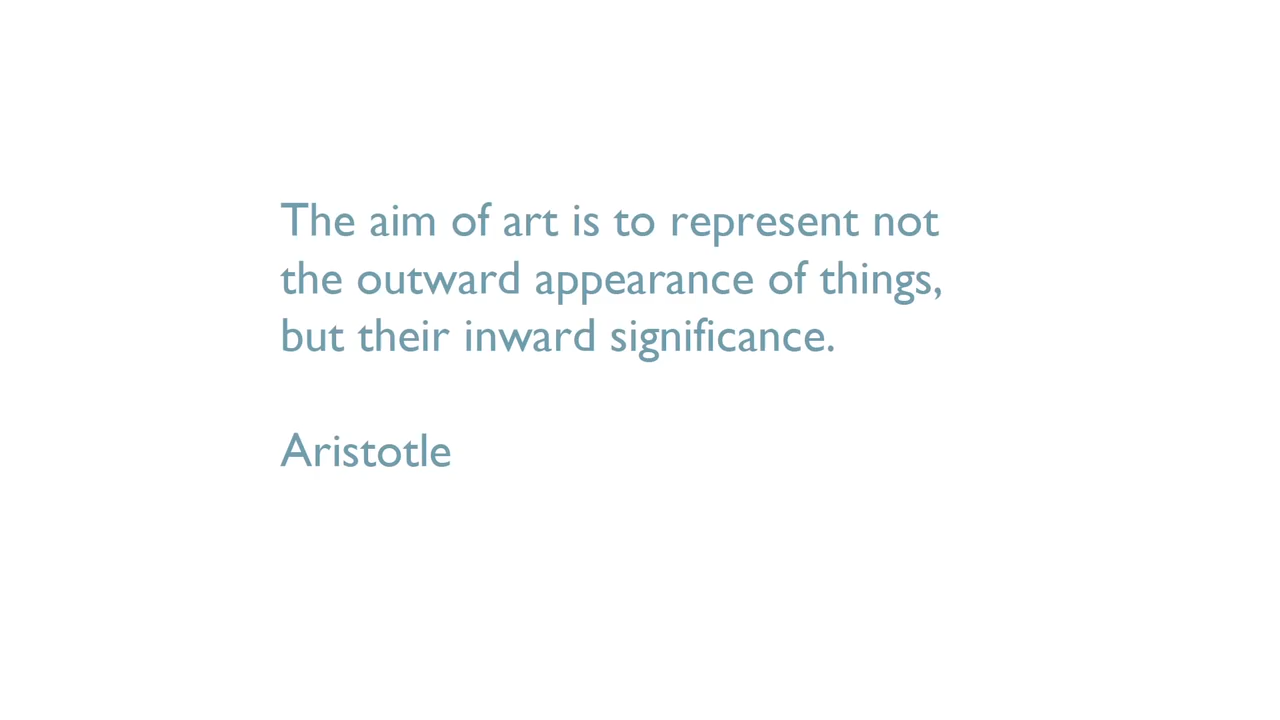 The aim of art is to represent not
the outward appearance of things,
but their inward significance.
Aristotle